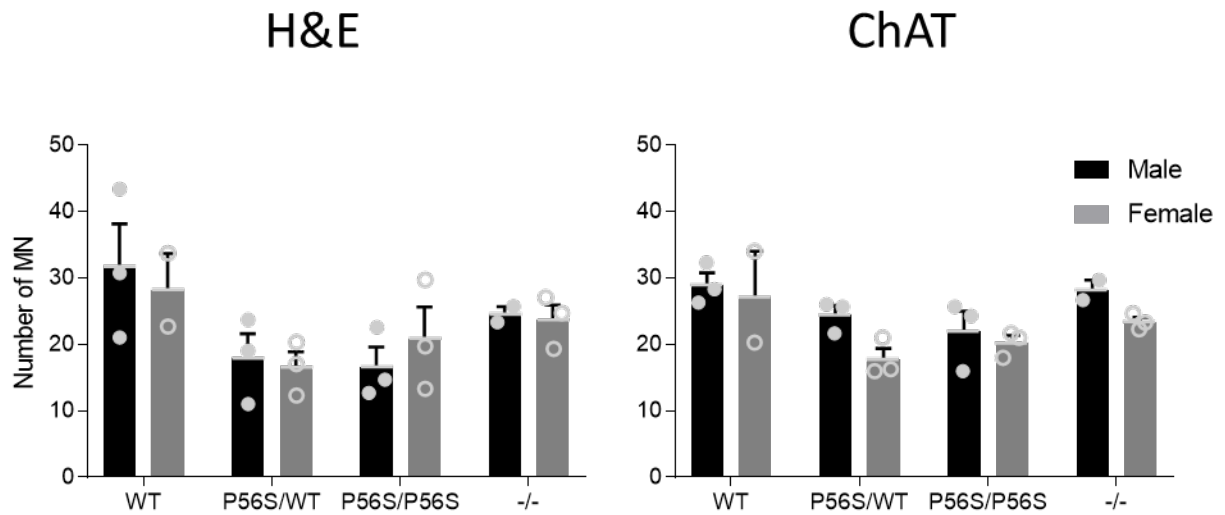 H&E
ChAT
50
40
30
20
10
0
Number of MN
WT
P56S/WT
P56S/P56S
-/-
50
40
30
20
10
0
WT
P56S/WT
P56S/P56S
-/-
Male
Female